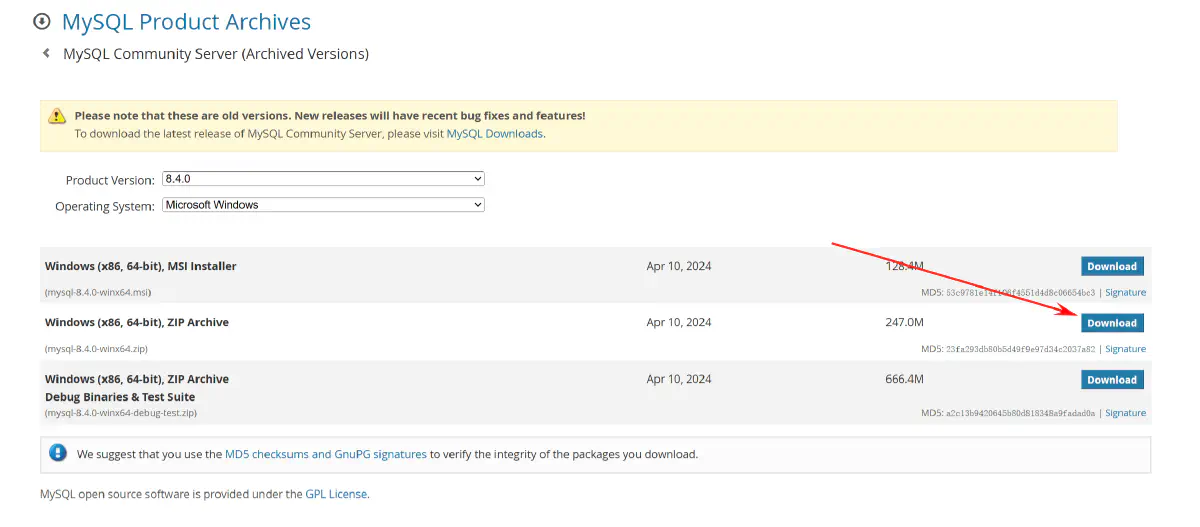 MySQL Product Archives
MySQL Community Server (Archived Versions)
Please note that these are old versions. New releases will have recent bug fixes and features!
To download the latest release of MySQL Community Server, please visit MySQL Downloads.
Product Version: 8.4.0
Operating System: Microsoft Windows
Windows (x86, 64-bit), MSI Installer Apr 10, 2024 128.4M Download
(mysql-8.4.0-winx64.msi) MD5: | Signature
Windows (x86, 64-bit), ZIP Archive Apr 10, 2024 247.0M Download
(mysql-8.4.0-winx64.zip) MD5: 23fa293db80b5d49f9e97d34c2037a82 | Signature
Windows (x86, 64-bit), ZIP Archive Apr 10, 2024 666.4M Download
Debug Binaries & Test Suite
(mysql-8.4.0-winx64-debug-test.zip) MD5: a2c13b9420645b80d818348a9fadad0a | Signature
We suggest that you use the MD5 checksums and GnuPG signatures to verify the integrity of the packages you download.
MySQL open source software is provided under the GPL License.